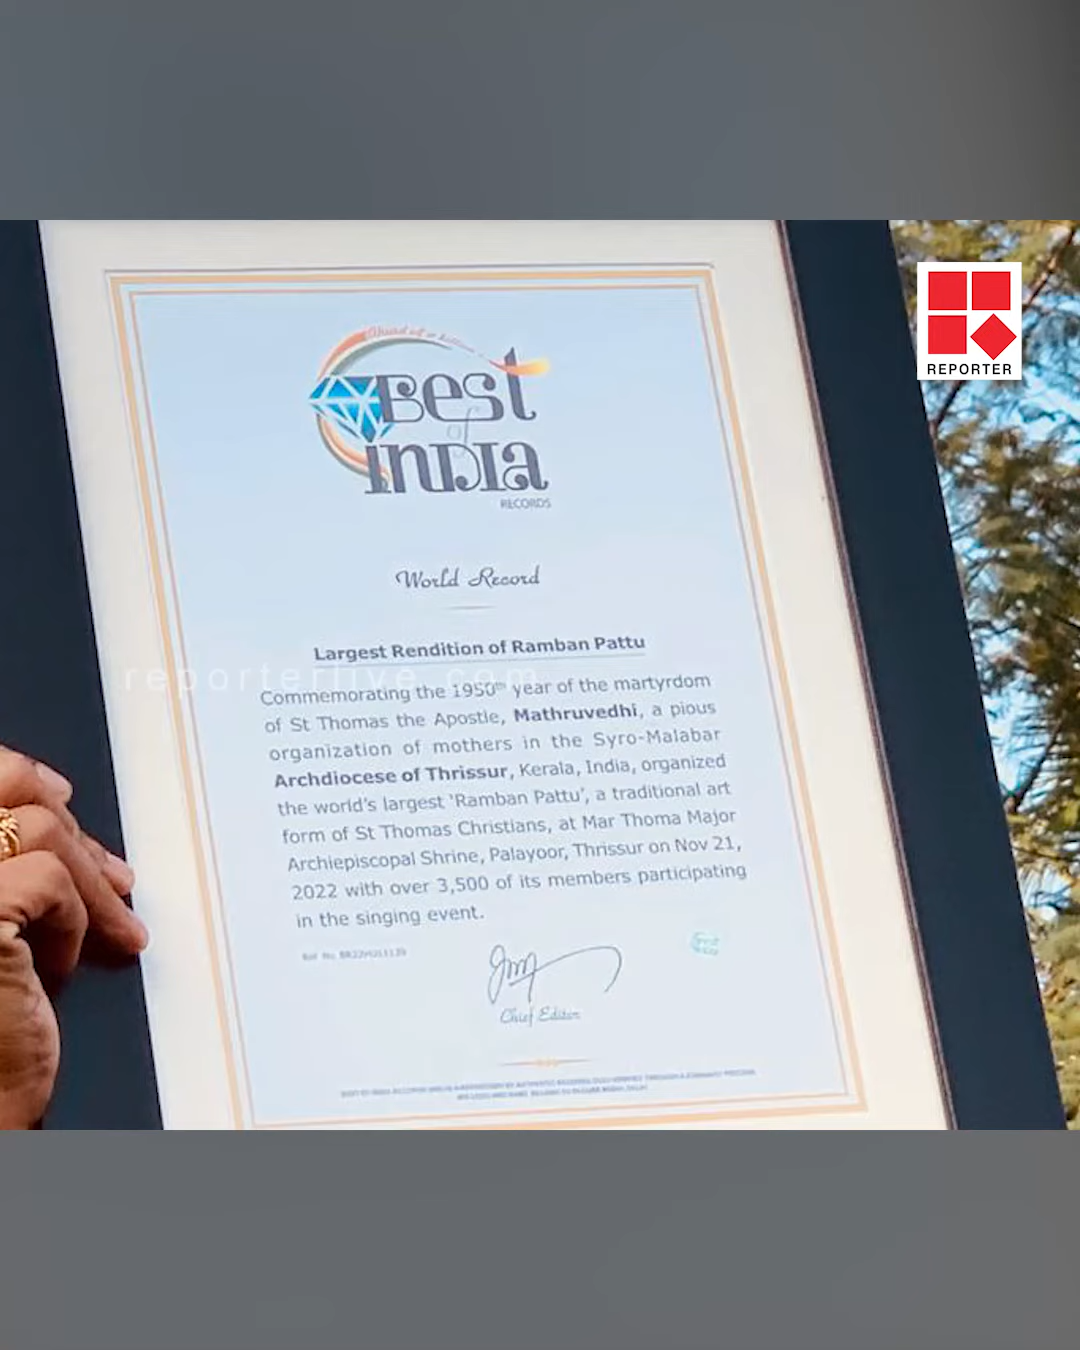 REPORTER
Best
of
India
RECORDS
World Record
Largest Rendition of Ramban Pattu
reporterlive.com
Commemorating the 1950th year of the martyrdom
of St Thomas the Apostle, Mathruvedhi, a pious
organization of mothers in the Syro-Malabar
Archdiocese of Thrissur, Kerala, India, organized
the world's largest 'Ramban Pattu', a traditional art
form of St Thomas Christians, at Mar Thoma Major
Archiepiscopal Shrine, Palayoor, Thrissur on Nov 21,
2022 with over 3,500 of its members participating
in the singing event.
Ref No
Chief Editor